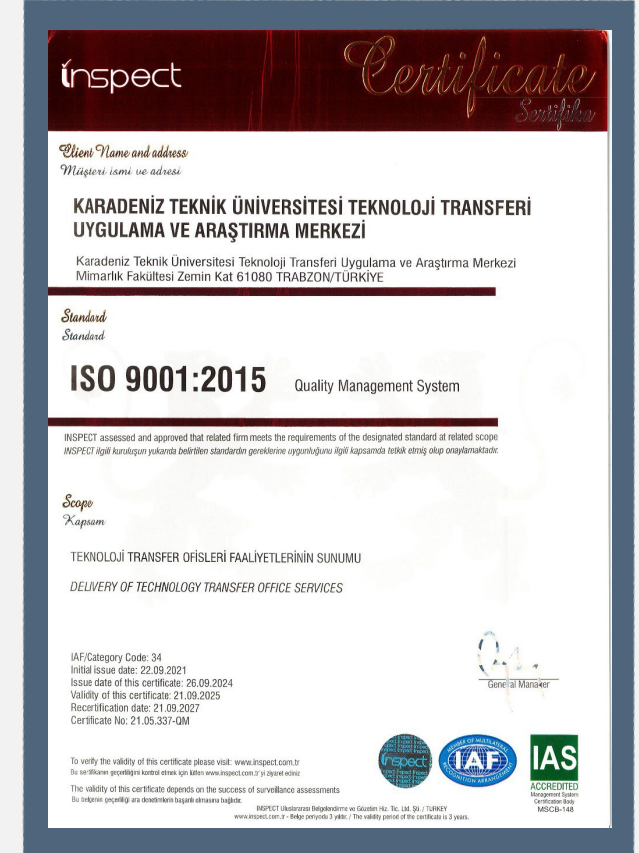 inspect
Certificate
Sertifika
Client Name and address
Müşteri ismi ve adresi
KARADENİZ TEKNİK ÜNİVERSİTESİ TEKNOLOJİ TRANSFERİ
UYGULAMA VE ARAŞTIRMA MERKEZİ
Karadeniz Teknik Üniversitesi Teknoloji Transferi Uygulama ve Araştırma Merkezi
Mimarlık Fakültesi Zemin Kat 61080 TRABZON/TÜRKİYE
Standard
Standard
ISO 9001:2015 Quality Management System
INSPECT assessed and approved that related firm meets the requirements of the designated standard at related scope
INSPECT ilgili kuruluşun yukarıda belirtilen standardın gereklerine uygunluğunu ilgili kapsamda tetkik etmiş olup onaylamaktadır.
Scope
Kapsam
TEKNOLOJİ TRANSFER OFİSLERİ FAALİYETLERİNİN SUNUMU
DELIVERY OF TECHNOLOGY TRANSFER OFFICE SERVICES
IAF/Category Code: 34
Initial issue date: 22.09.2021
Issue date of this certificate: 26.09.2024
Validity of this certificate: 21.09.2025
Recertification date: 21.09.2027
Certificate No: 21.05.337-QM
General Manager
To verify the validity of this certificate please visit: www.inspect.com.tr
Bu sertifikanın geçerliliğini kontrol etmek için lütfen www.inspect.com.tr'yi ziyaret ediniz
The validity of this certificate depends on the success of surveillance assessments
Bu belgenin geçerliliği ara denetimlerin başarılı olmasına bağlıdır.
inspect
MEMBER OF MULTILATERAL
IAF
RECOGNITION ARRANGEMENT
IAS
ACCREDITED
Management System
Certification Body
MSCB-148
INSPECT Uluslararası Belgelendirme ve Gözetim Hiz. Tic. Ltd. Şti. / TURKEY
www.inspect.com.tr - Belge periyodu 3 yıldır. / The validity period of the certificate is 3 years.